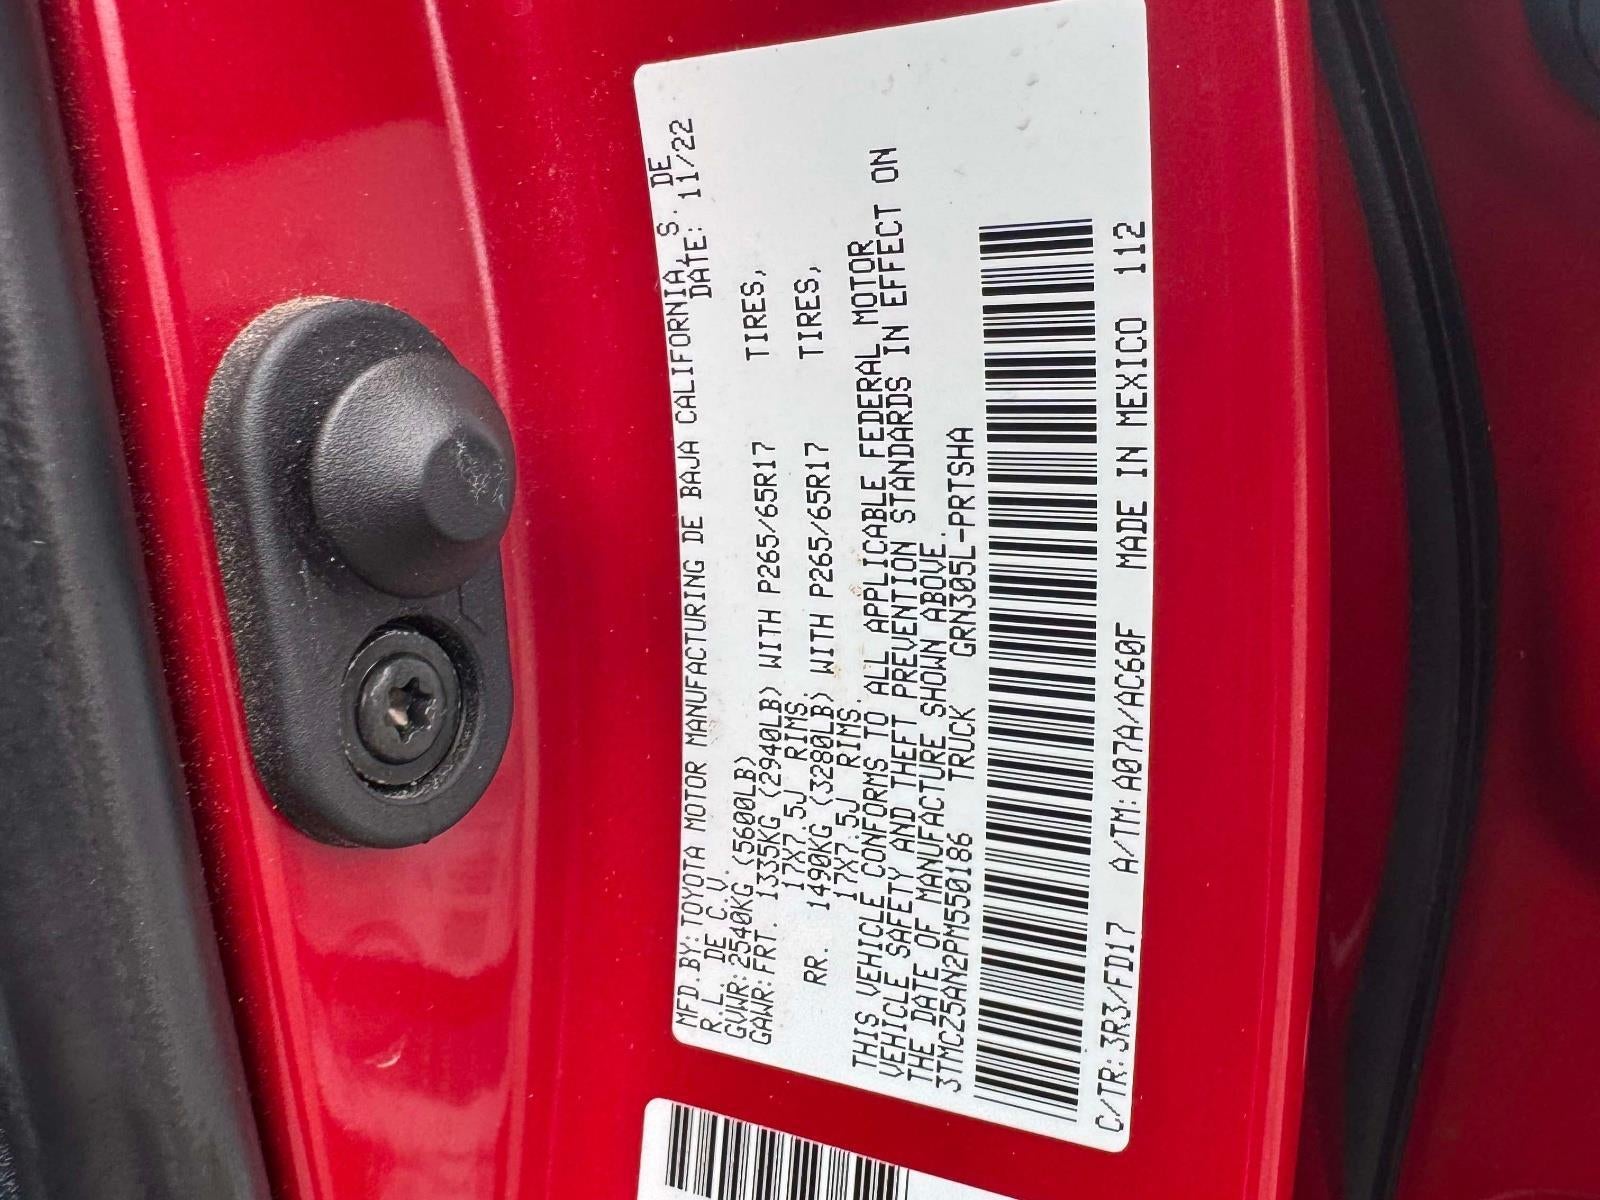 MFD.BY:TOYOTA MOTOR MANUFACTURING DE BAJA CALIFORNIA, S. DE
R.L. DE C.V. DATE: 11/22
GVWR:2540KG (5600LB)
GAWR:FRT. 1335KG (2940LB) WITH P265/65R17 TIRES,
17X7.5J RIMS,
RR. 1490KG (3280LB) WITH P265/65R17 TIRES,
17X7.5J RIMS.
THIS VEHICLE CONFORMS TO ALL APPLICABLE FEDERAL MOTOR
VEHICLE SAFETY AND THEFT PREVENTION STANDARDS IN EFFECT ON
THE DATE OF MANUFACTURE SHOWN ABOVE.
3TMCZ5AN2PM550186 TRUCK GRN305L-PRTSHA
C/TR:3R3/FD17 A/TM:A07A/AC60F MADE IN MEXICO 112